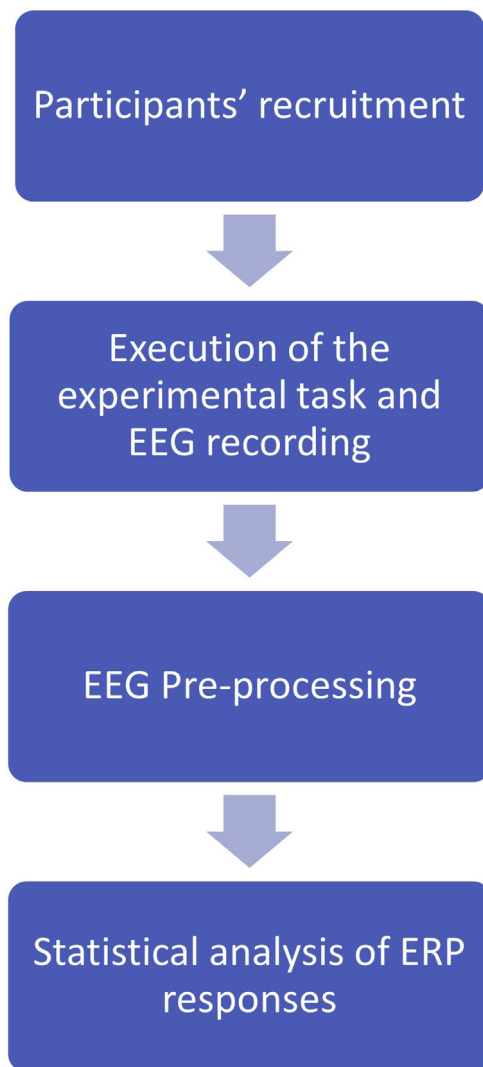 Participants’ recruitment
Execution of the
experimental task and
EEG recording
EEG Pre-processing
Statistical analysis of ERP
responses